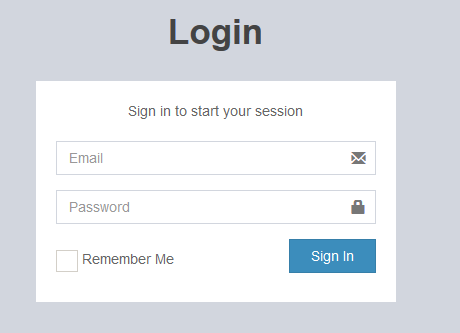 Login
Sign in to start your session
Email
Password
Remember Me
Sign In